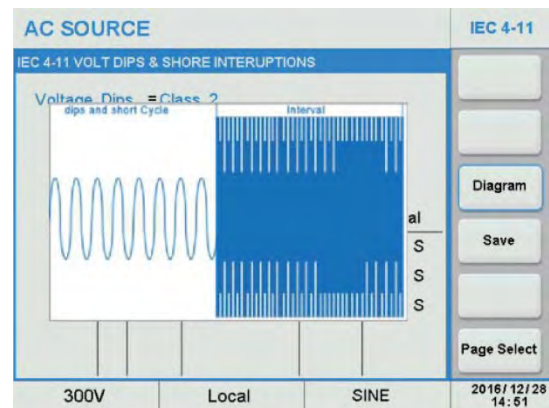 AC SOURCE
IEC 4-11
IEC 4-11 VOLT DIPS & SHORE INTERUPTIONS
Voltage Dips = Class 2
dips and short Cycle
Interval
al
S
S
S
Diagram
Save
Page Select
300V
Local
SINE
2016/12/28
14:51